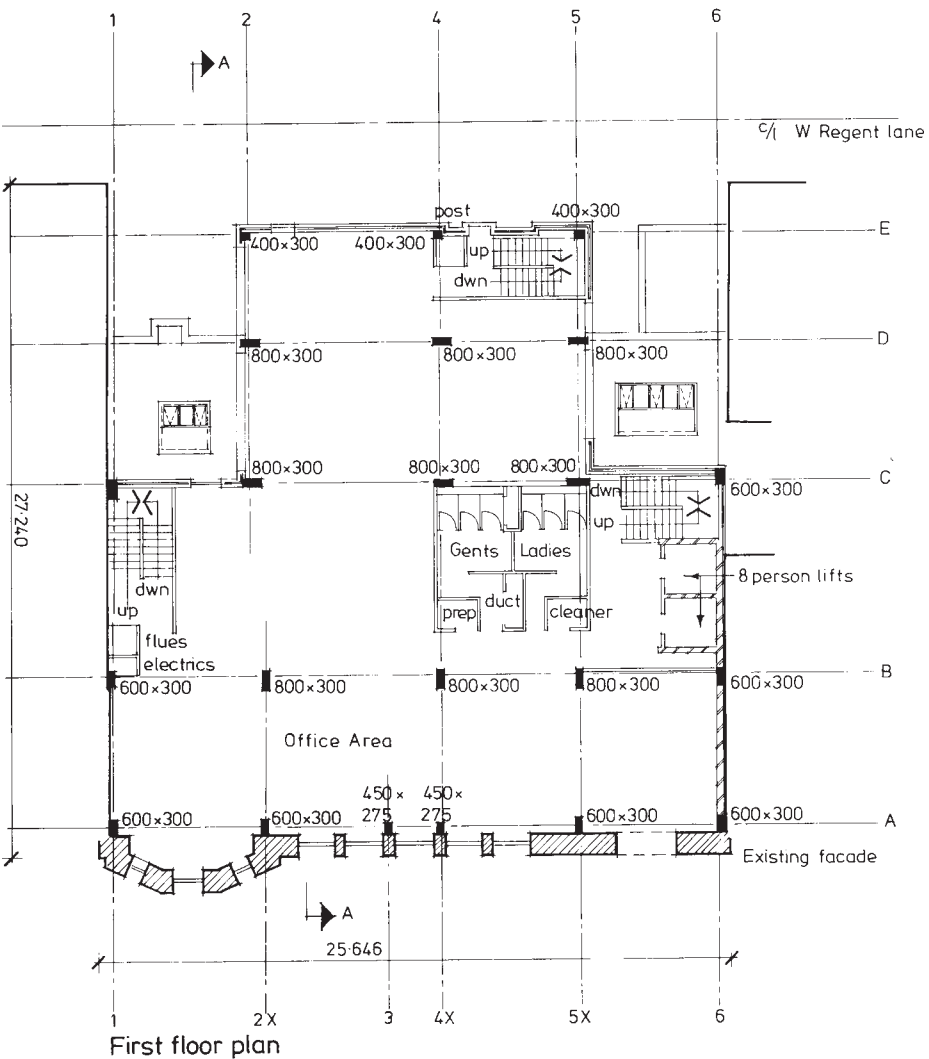 1 2 4 5 6
A
c/l W Regent lane
post 400×300
E
400×300 400×300 up
dwn
D
800×300 800×300 800×300
800×300 800×300 800×300
C
dwn 600×300
up
27·240
Gents Ladies
8 person lifts
dwn
up
prep duct cleaner
flues
electrics
B
600×300 800×300 800×300 800×300 600×300
Office Area
450× 450×
275 275
600×300 600×300 600×300 600×300
A
Existing facade
A
25·646
1 2X 3 4X 5X 6
First floor plan